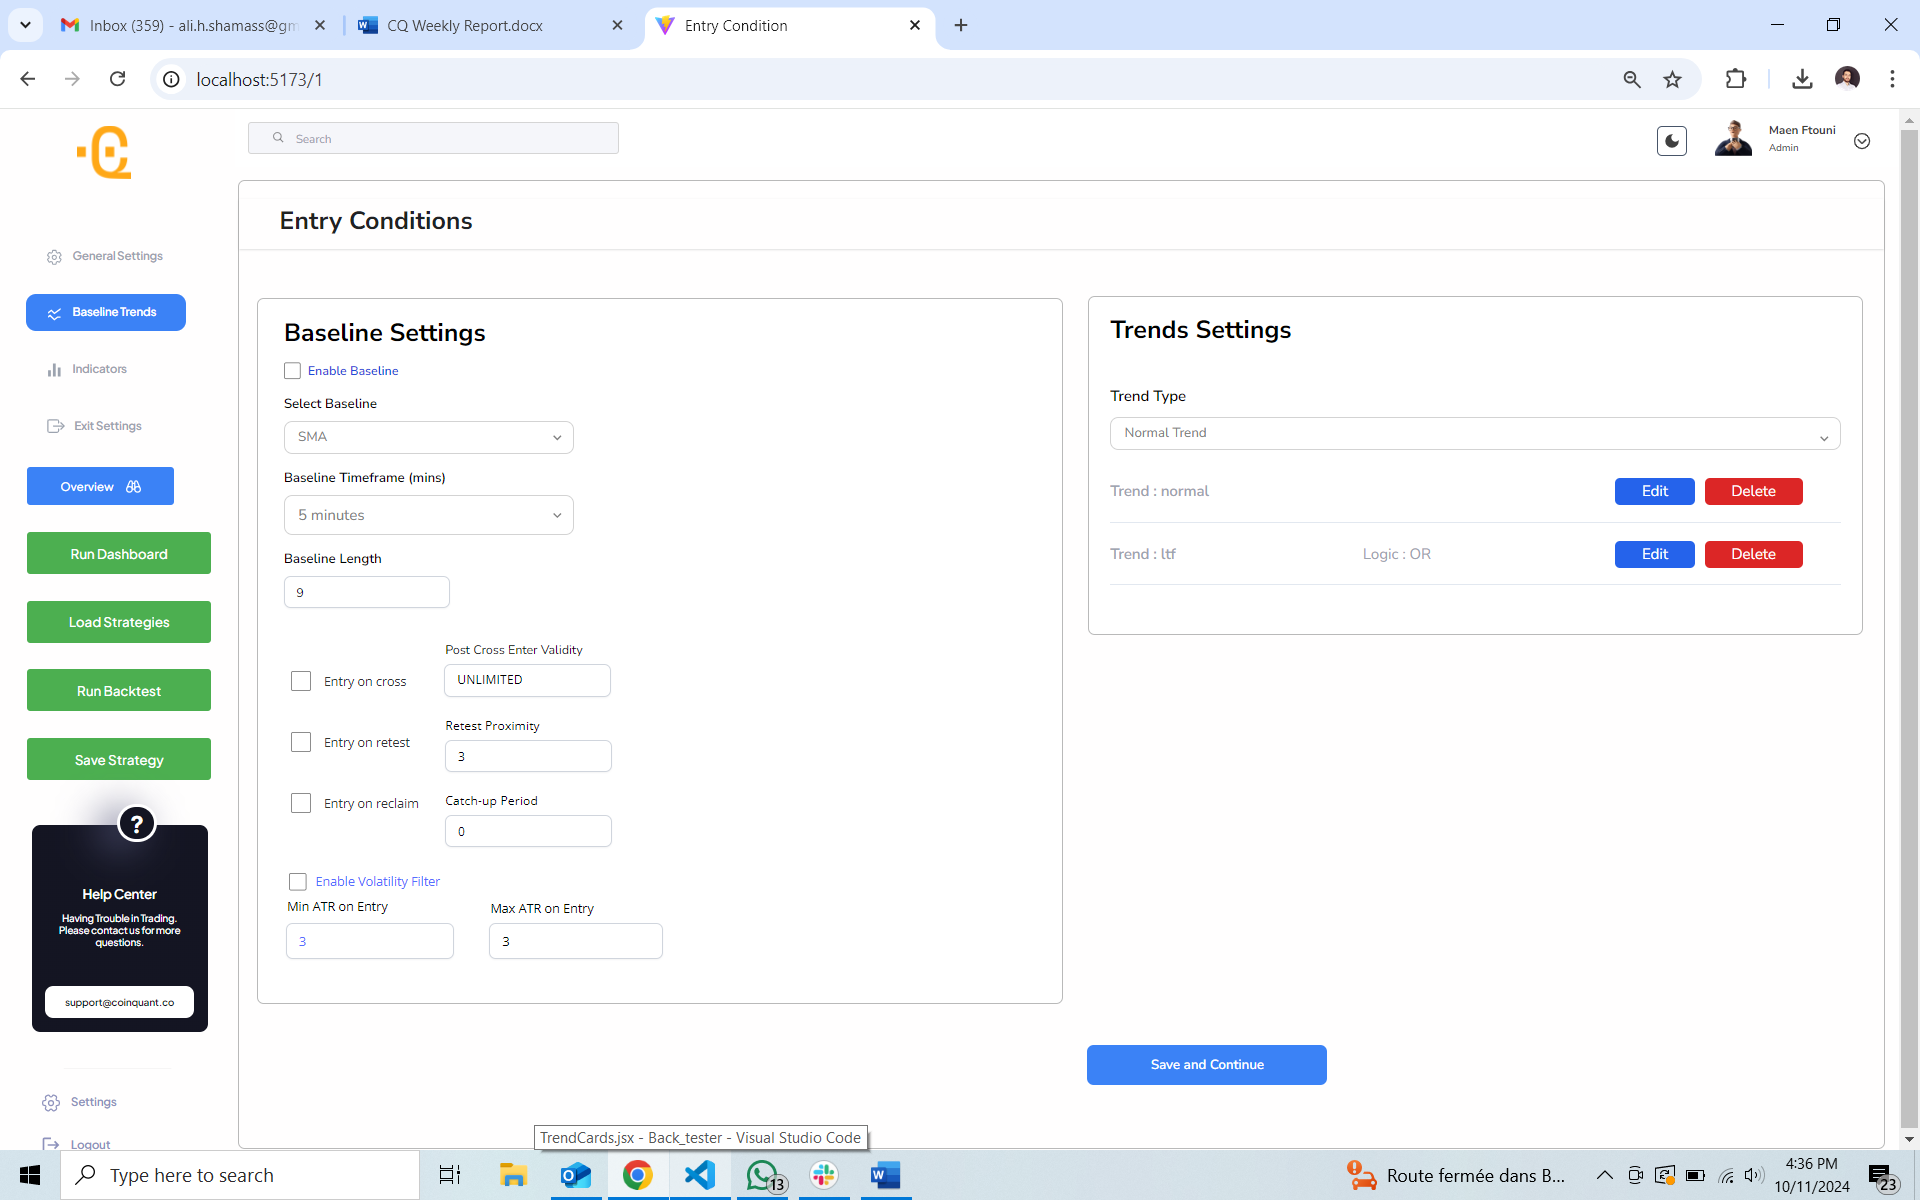 Inbox (359) - ali.h.shamass@gm
CQ Weekly Report.docx
Entry Condition
localhost:5173/1
Search
Maen Ftouni
Admin
Entry Conditions
General Settings
Baseline Trends
Indicators
Exit Settings
Overview
Run Dashboard
Load Strategies
Run Backtest
Save Strategy
?
Help Center
Having Trouble in Trading.
Please contact us for more
questions.
support@coinquant.co
Settings
Logout
Baseline Settings
Enable Baseline
Select Baseline
SMA
Baseline Timeframe (mins)
5 minutes
Baseline Length
9
Post Cross Enter Validity
Entry on cross
UNLIMITED
Retest Proximity
Entry on retest
3
Catch-up Period
Entry on reclaim
0
Enable Volatility Filter
Min ATR on Entry
Max ATR on Entry
3
3
Trends Settings
Trend Type
Normal Trend
Trend : normal
Edit
Delete
Trend : ltf
Logic : OR
Edit
Delete
Save and Continue
TrendCards.jsx - Back_tester - Visual Studio Code
Type here to search
13
Route fermée dans B...
4:36 PM
10/11/2024
23